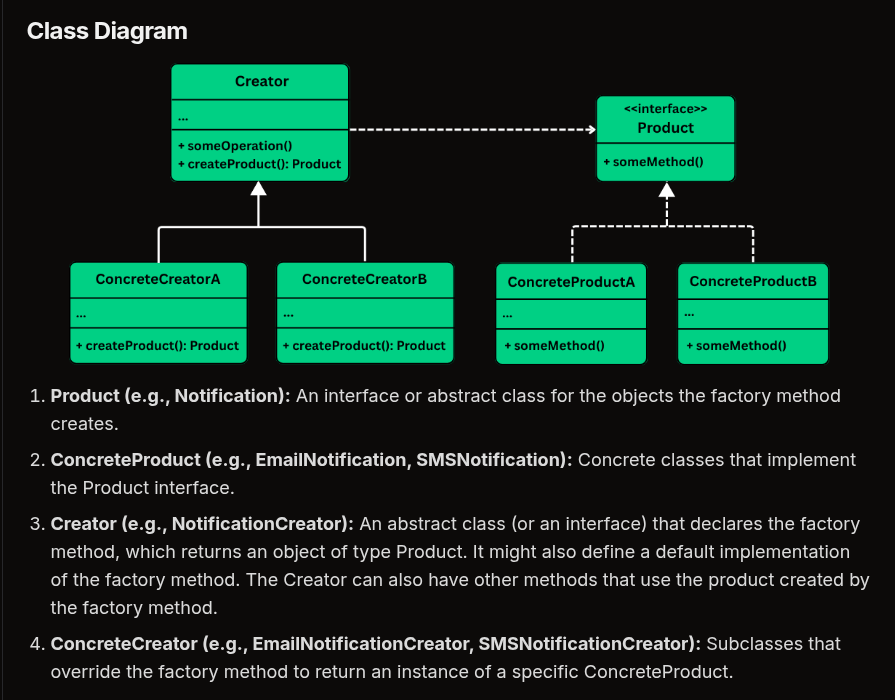 Class Diagram
Creator
...
+ someOperation()
+ createProduct(): Product
<<interface>>
Product
+ someMethod()
ConcreteCreatorA
...
+ createProduct(): Product
ConcreteCreatorB
...
+ createProduct(): Product
ConcreteProductA
...
+ someMethod()
ConcreteProductB
...
+ someMethod()
1. Product (e.g., Notification): An interface or abstract class for the objects the factory method
creates.
2. ConcreteProduct (e.g., EmailNotification, SMSNotification): Concrete classes that implement
the Product interface.
3. Creator (e.g., NotificationCreator): An abstract class (or an interface) that declares the factory
method, which returns an object of type Product. It might also define a default implementation
of the factory method. The Creator can also have other methods that use the product created by
the factory method.
4. ConcreteCreator (e.g., EmailNotificationCreator, SMSNotificationCreator): Subclasses that
override the factory method to return an instance of a specific ConcreteProduct.